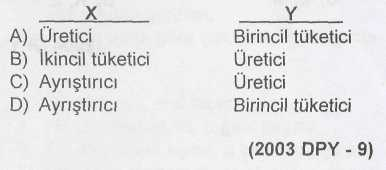 X Y
A) Üretici Birincil tüketici
B) İkincil tüketici Üretici
C) Ayrıştırıcı Üretici
D) Ayrıştırıcı Birincil tüketici
(2003 DPY - 9)